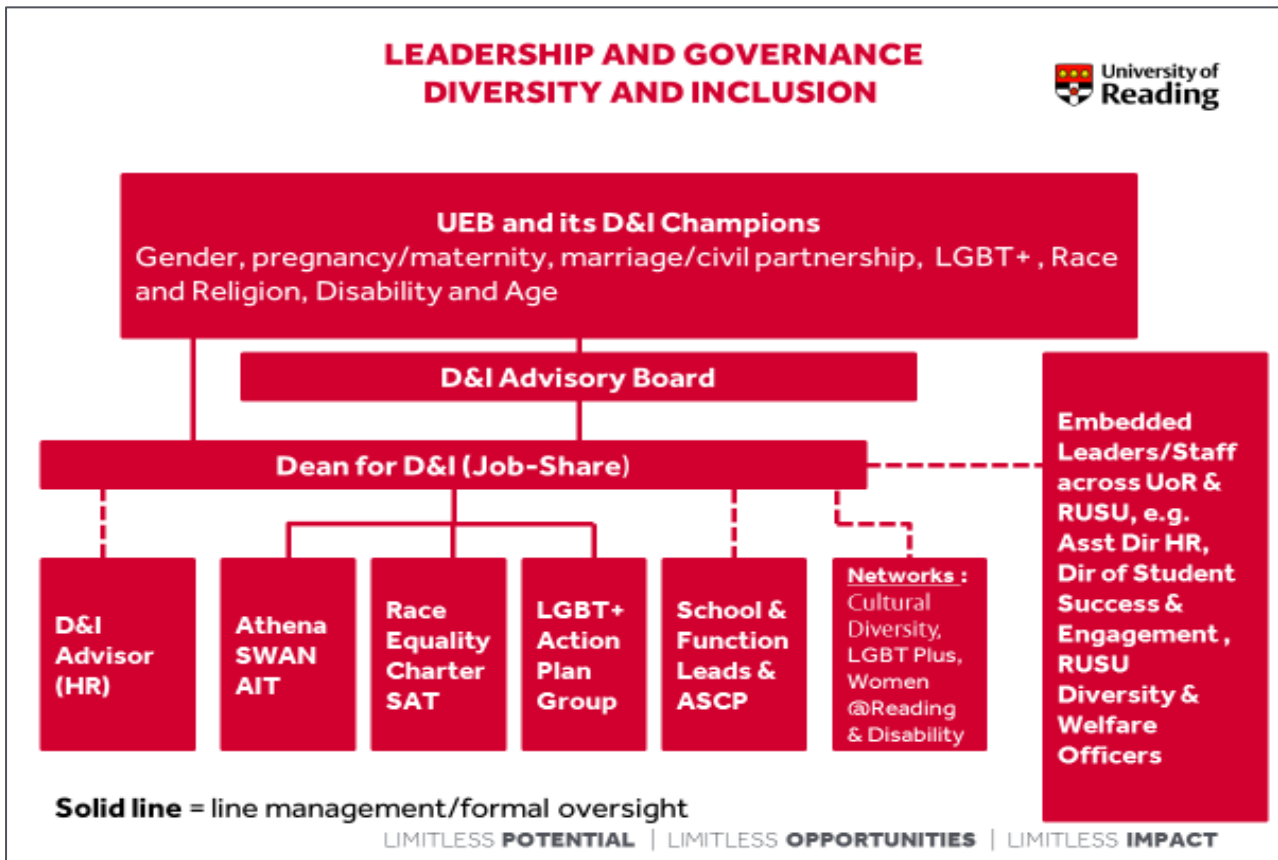 LEADERSHIP AND GOVERNANCE
DIVERSITY AND INCLUSION
University of
Reading
UEB and its D&I Champions
Gender, pregnancy/maternity, marriage/civil partnership, LGBT+ , Race
and Religion, Disability and Age
D&I Advisory Board
Dean for D&I (Job-Share)
D&I
Advisor
(HR)
Athena
SWAN
AIT
Race
Equality
Charter
SAT
LGBT+
Action
Plan
Group
School &
Function
Leads &
ASCP
Networks :
Cultural
Diversity,
LGBT Plus,
Women
@Reading
& Disability
Embedded
Leaders/Staff
across UoR &
RUSU, e.g.
Asst Dir HR,
Dir of Student
Success &
Engagement ,
RUSU
Diversity &
Welfare
Officers
Solid line = line management/formal oversight
LIMITLESS POTENTIAL | LIMITLESS OPPORTUNITIES | LIMITLESS IMPACT